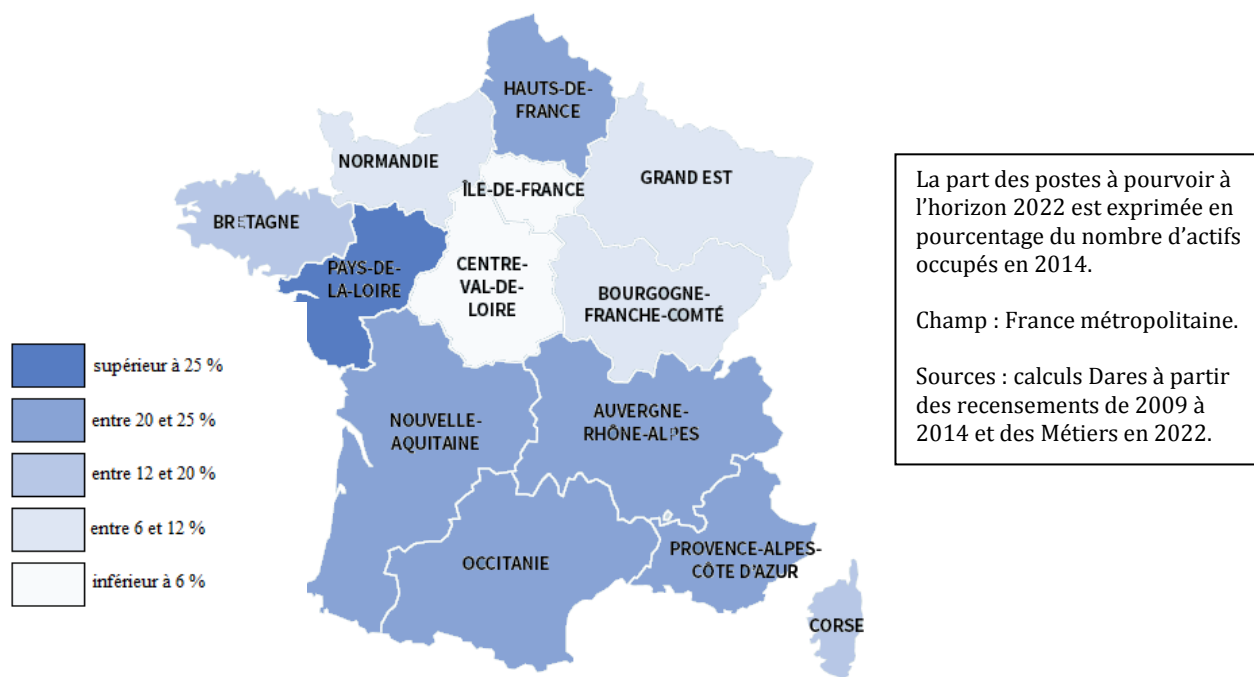 HAUTS-DE-
FRANCE
NORMANDIE
ÎLE-DE-FRANCE
GRAND EST
BRETAGNE
PAYS-DE-
LA-LOIRE
CENTRE-
VAL-DE-
LOIRE
BOURGOGNE-
FRANCHE-COMTÉ
NOUVELLE-
AQUITAINE
AUVERGNE-
RHÔNE-ALPES
OCCITANIE
PROVENCE-ALPES-
CÔTE D'AZUR
CORSE
supérieur à 25 %
entre 20 et 25 %
entre 12 et 20 %
entre 6 et 12 %
inférieur à 6 %
La part des postes à pourvoir à
l'horizon 2022 est exprimée en
pourcentage du nombre d'actifs
occupés en 2014.
Champ : France métropolitaine.
Sources : calculs Dares à partir
des recensements de 2009 à
2014 et des Métiers en 2022.